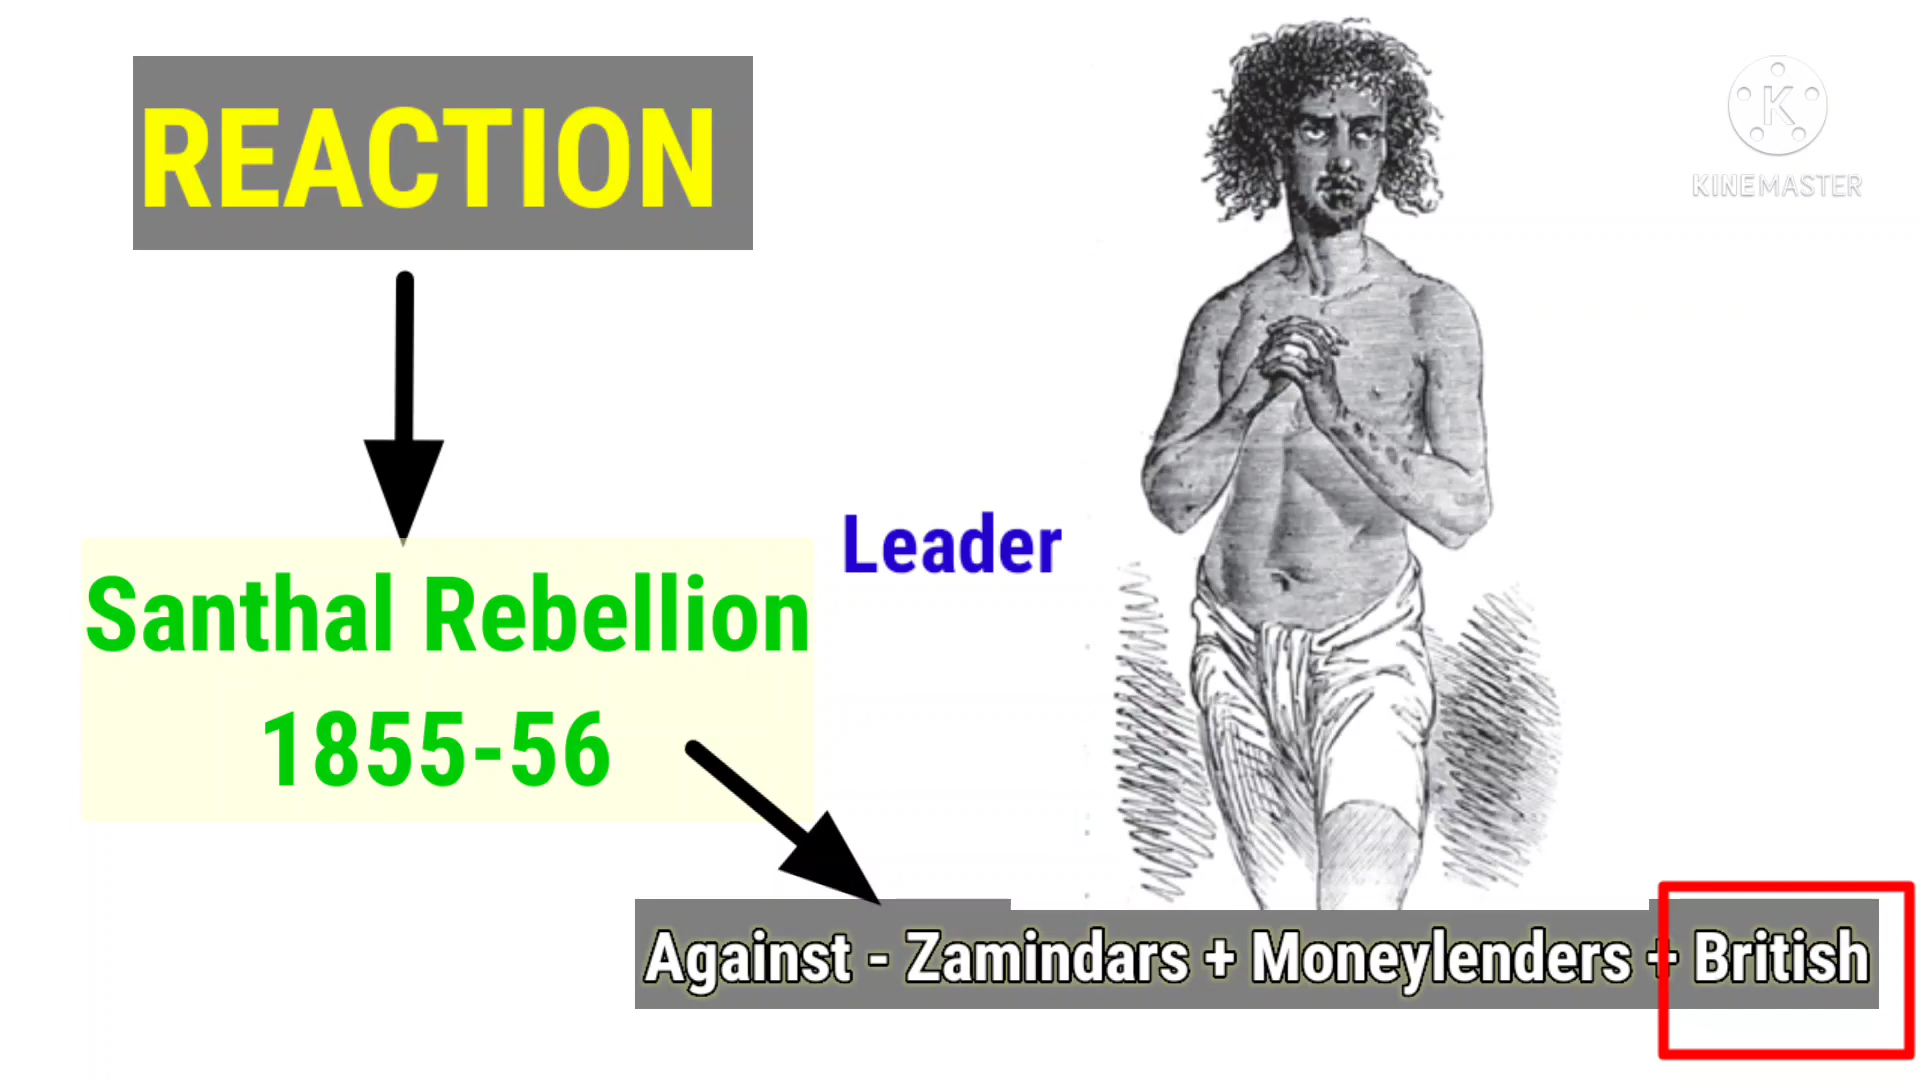 REACTION
KINEMASTER
Leader
Santhal Rebellion
1855-56
Against - Zamindars + Moneylenders + British